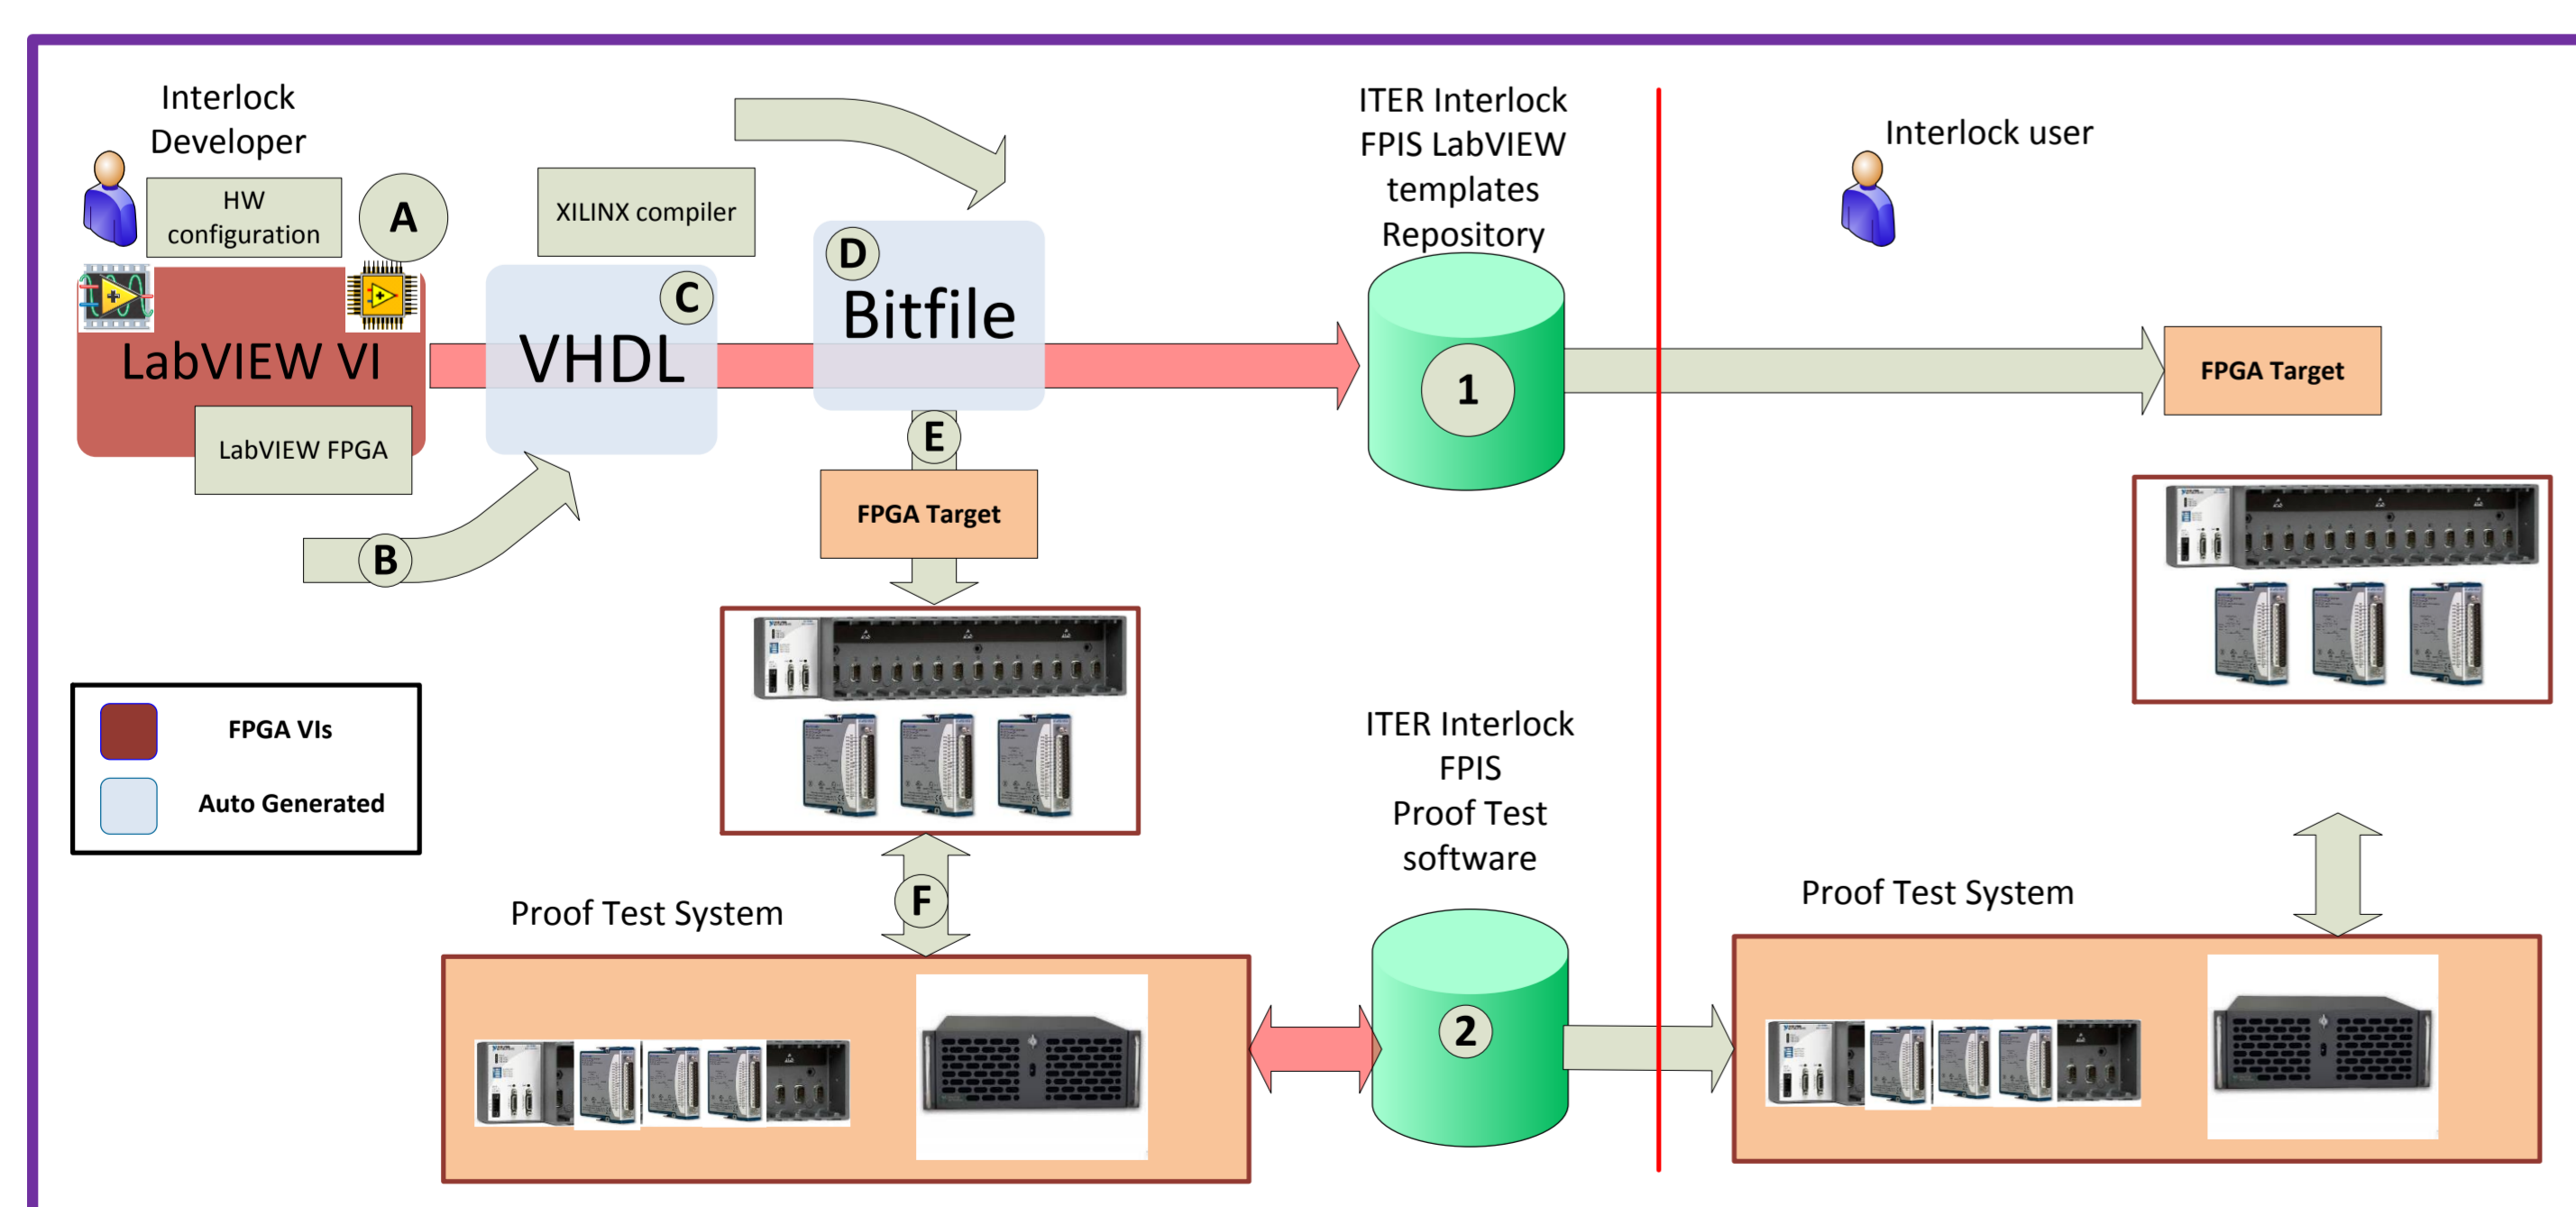 Interlock
Developer
HW
configuration
A
LabVIEW VI
LabVIEW FPGA
B
XILINX compiler
C
VHDL
D
Bitfile
E
FPGA Target
F
Proof Test System
FPGA VIs
Auto Generated
ITER Interlock
FPIS LabVIEW
templates
Repository
1
ITER Interlock
FPIS
Proof Test
software
2
Interlock user
FPGA Target
Proof Test System